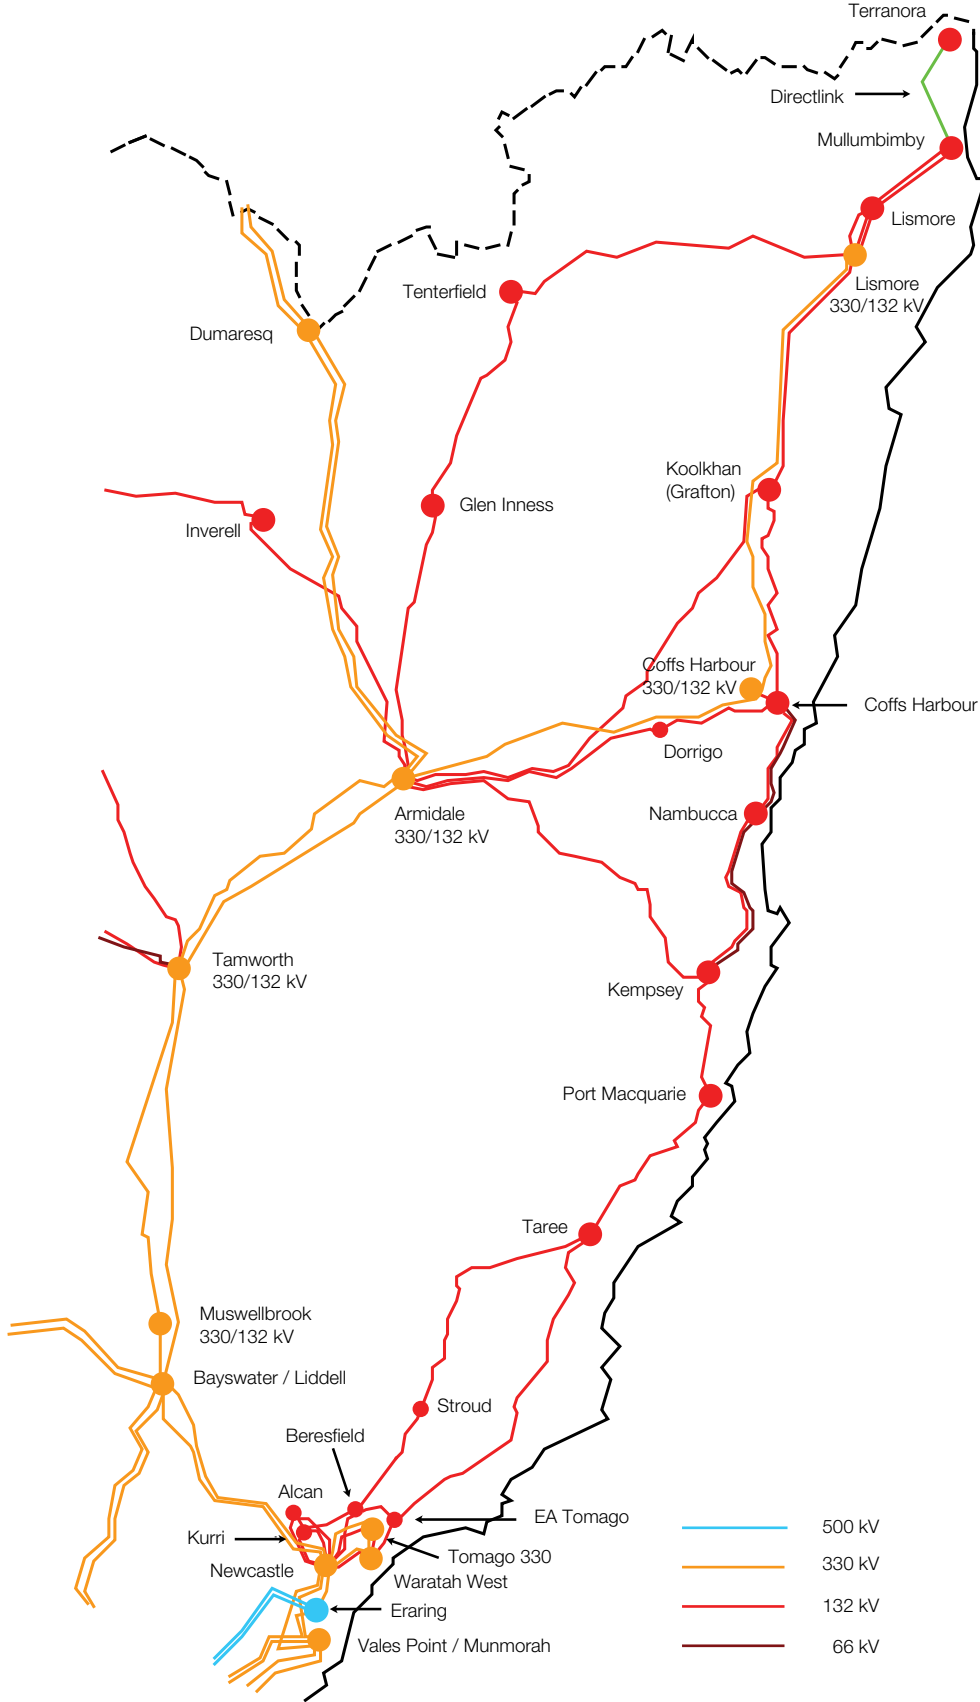 Terranora
Directlink
Mullumbimby
Lismore
Lismore
330/132 kV
Tenterfield
Dumaresq
Koolkhan
(Grafton)
Glen Inness
Inverell
Coffs Harbour
330/132 kV
Coffs Harbour
Dorrigo
Armidale
330/132 kV
Nambucca
Tamworth
330/132 kV
Kempsey
Port Macquarie
Taree
Muswellbrook
330/132 kV
Bayswater / Liddell
Stroud
Beresfield
Alcan
EA Tomago
Kurri
Tomago 330
Newcastle
Waratah West
Eraring
Vales Point / Munmorah
500 kV
330 kV
132 kV
66 kV